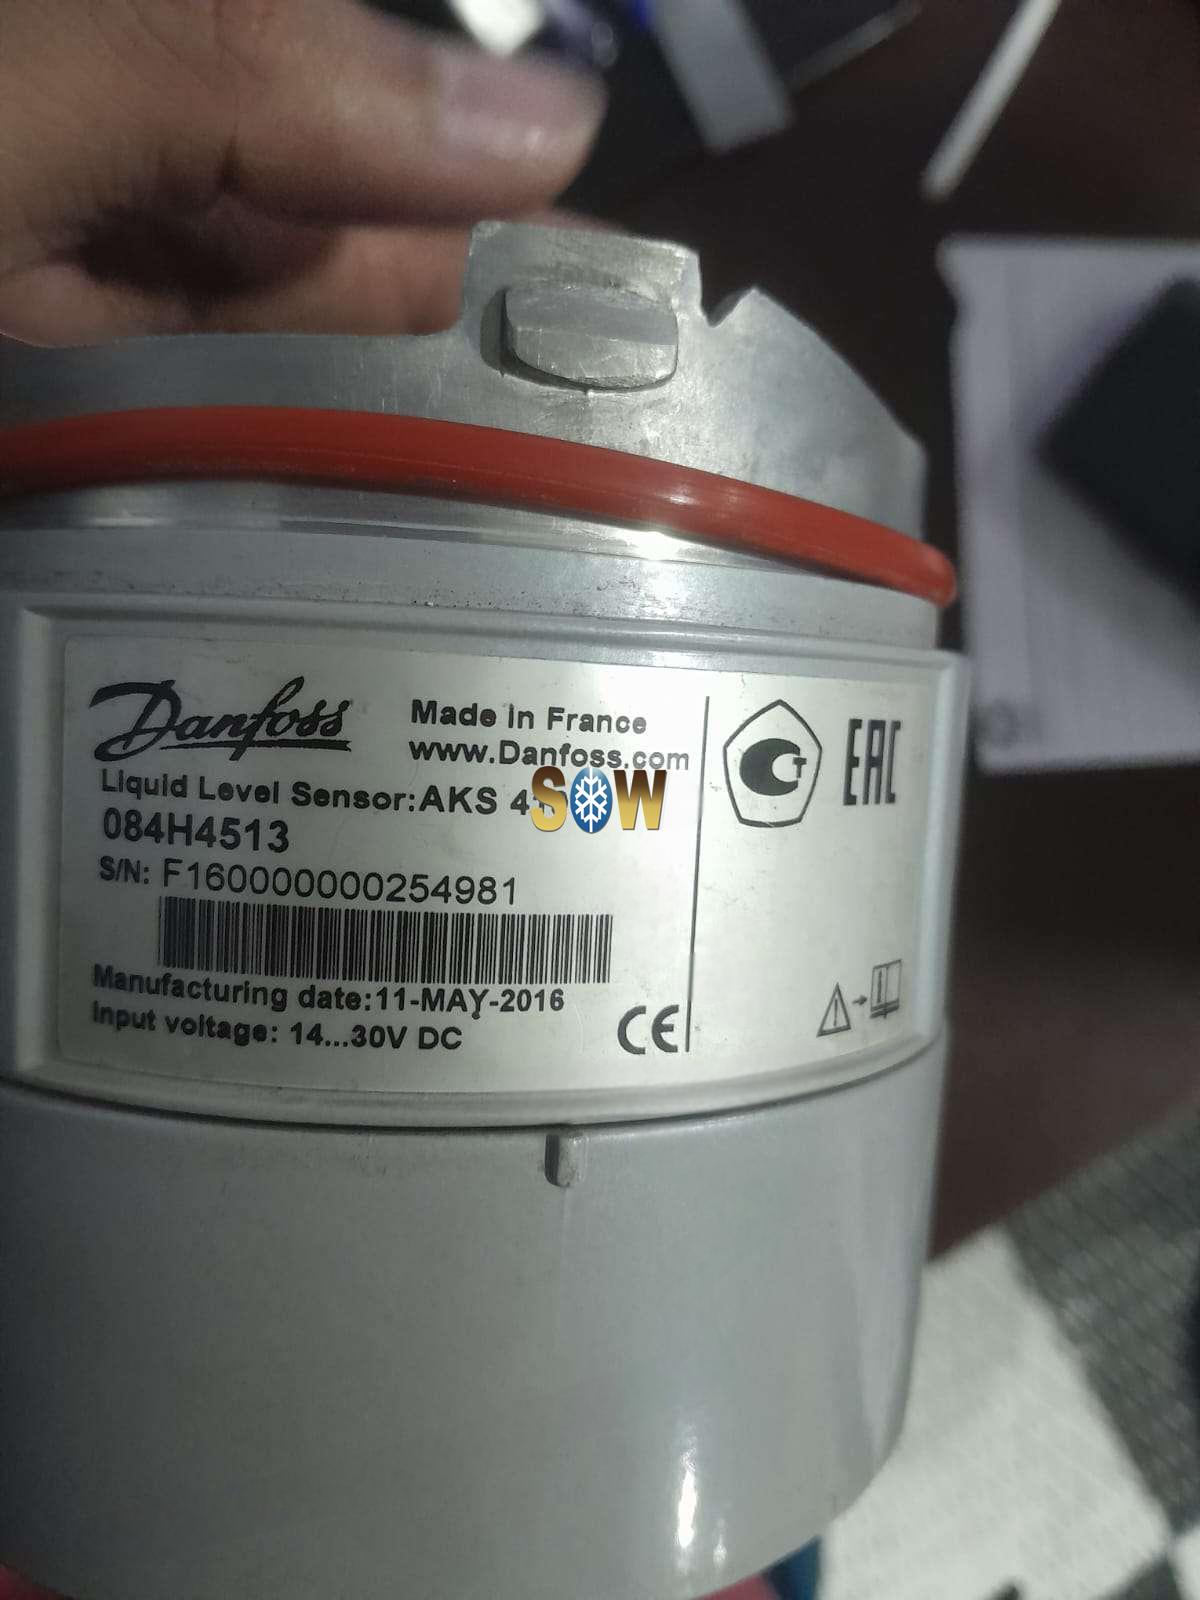 Danfoss
Made in France
www.Danfoss.com
Liquid Level Sensor:AKS
084H4513
S/N: F160000000254981
Manufacturing date:11-MAY-2016
Input voltage: 14...30V DC
CE
EAC
SOW